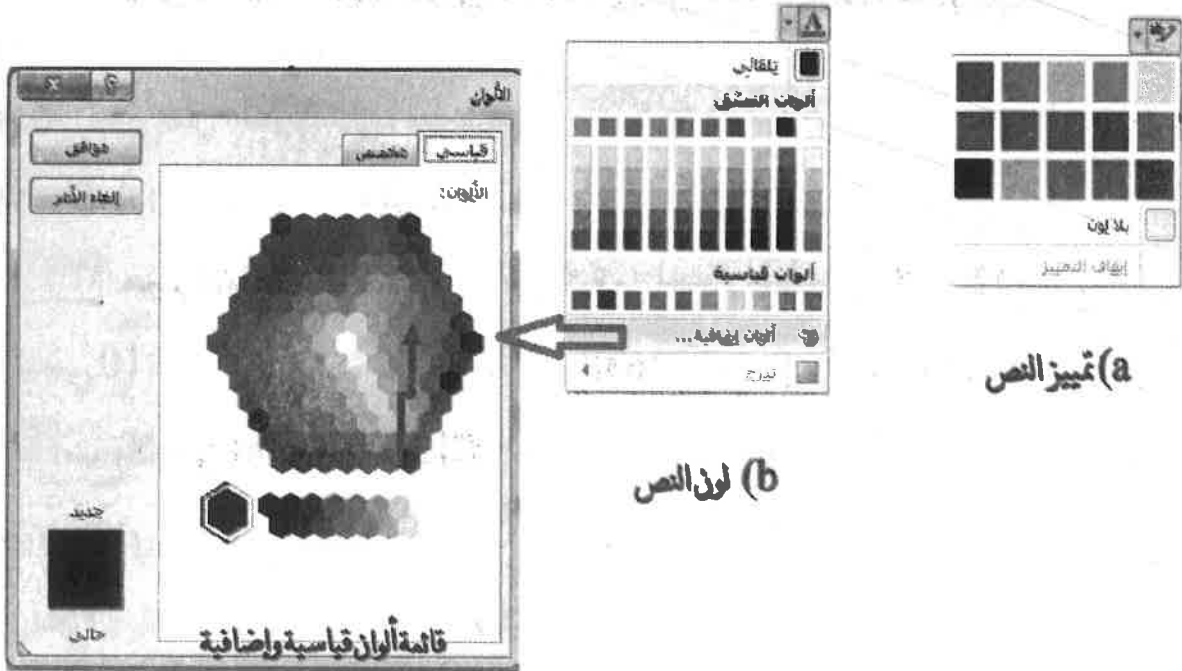 A
تلقائي
ألوان النسق
ألوان قياسية
ألوان إضافية...
تدرج
b) لون النص
بلا لون
إيقاف التمييز
a) تمييز النص
الألوان
قياسي
مخصص
موافق
إلغاء الأمر
الألوان:
جديد
حالي
قائمة ألوان قياسية وإضافية